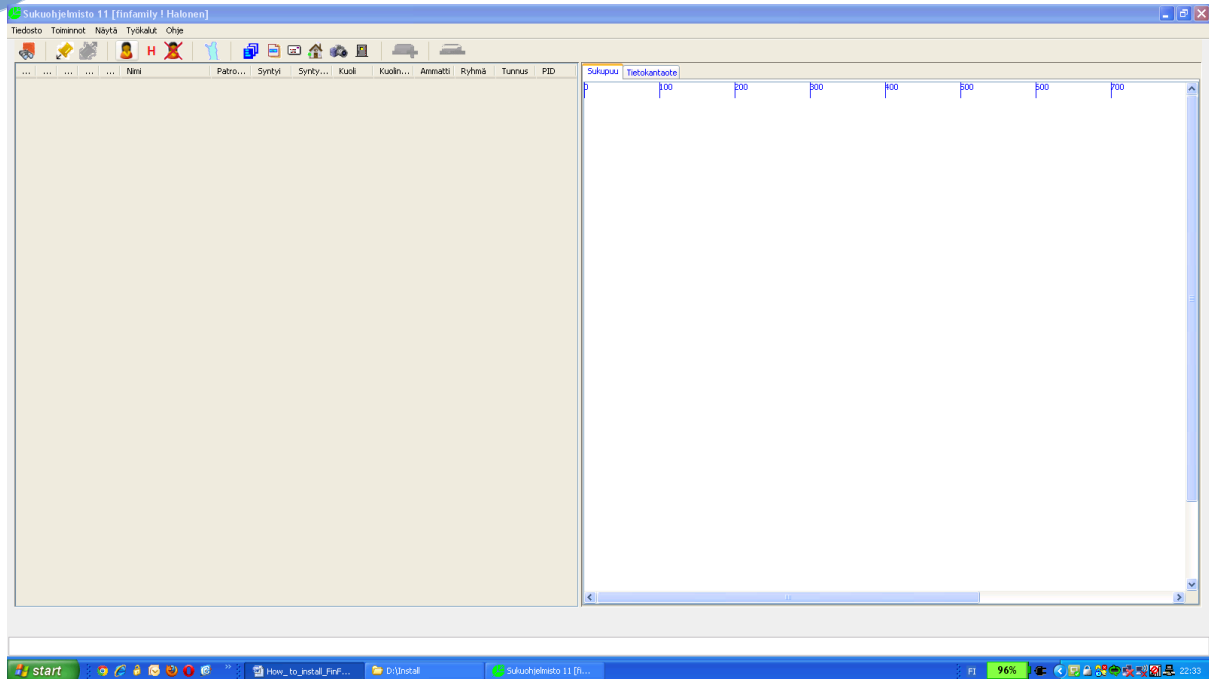 Sukuohjelmisto 11 [finfamily ! Halonen]
Tiedosto Toiminnot Näytä Työkalut Ohje
H
... ... ... ... ... Nimi Patro... Syntyi Synty... Kuoli Kuolin... Ammatti Ryhmä Tunnus PID
Sukupuu Tietokantaote
0 100 200 300 400 500 600 700
start How_to_install_FinF... D:\Install Sukuohjelmisto 11 [fi... FI 96% 22:33